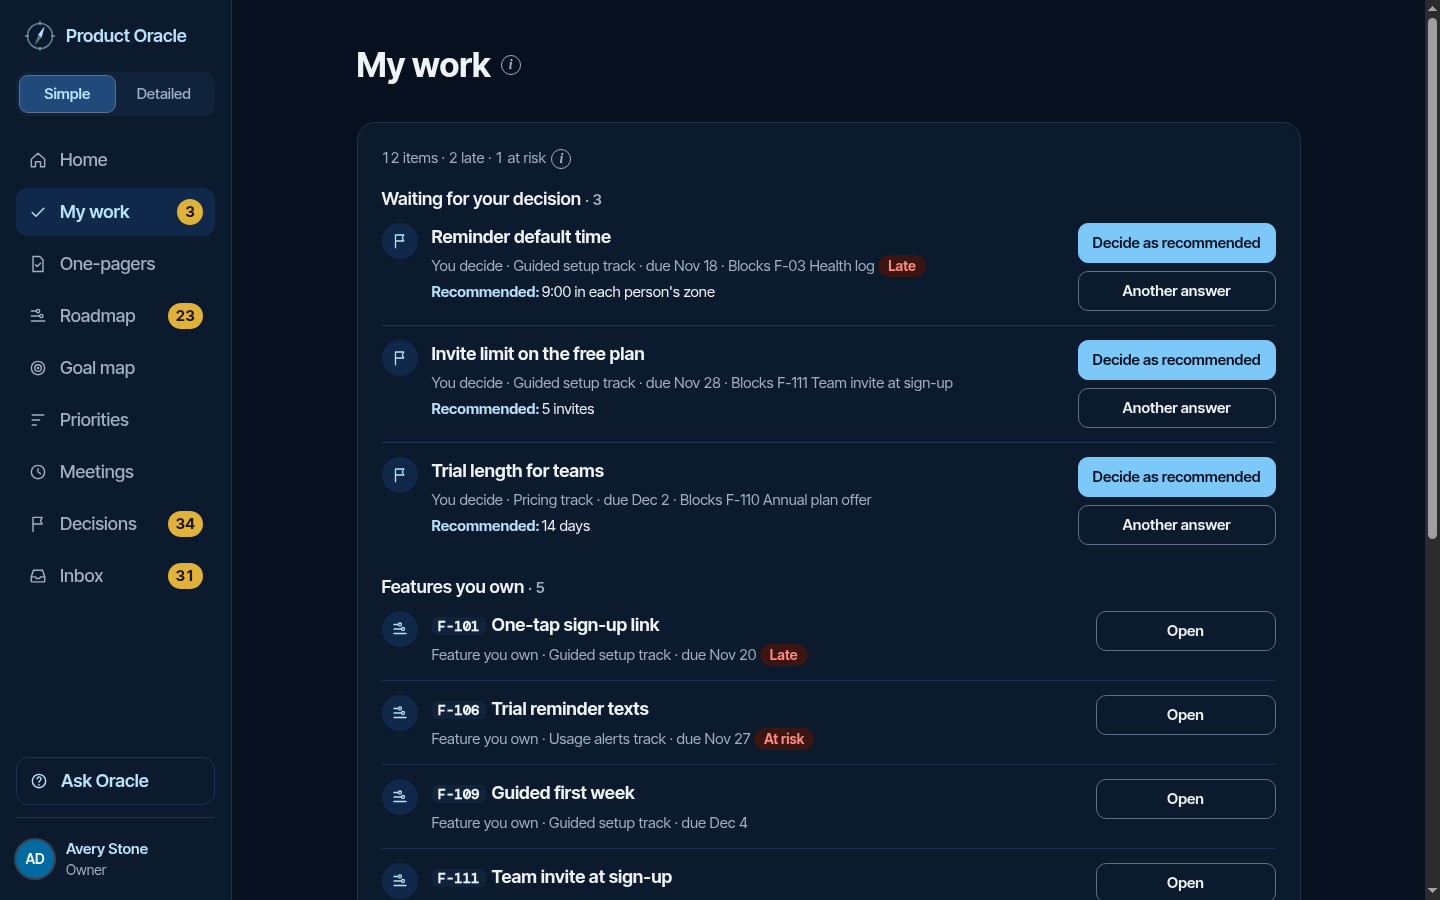 Product Oracle
Simple
Detailed
Home
My work
3
One-pagers
Roadmap
23
Goal map
Priorities
Meetings
Decisions
34
Inbox
31
Ask Oracle
AD
Avery Stone
Owner
My work
i
12 items · 2 late · 1 at risk
i
Waiting for your decision · 3
Reminder default time
You decide · Guided setup track · due Nov 18 · Blocks F-03 Health log Late
Recommended: 9:00 in each person's zone
Decide as recommended
Another answer
Invite limit on the free plan
You decide · Guided setup track · due Nov 28 · Blocks F-111 Team invite at sign-up
Recommended: 5 invites
Decide as recommended
Another answer
Trial length for teams
You decide · Pricing track · due Dec 2 · Blocks F-110 Annual plan offer
Recommended: 14 days
Decide as recommended
Another answer
Features you own · 5
F-101 One-tap sign-up link
Feature you own · Guided setup track · due Nov 20 Late
Open
F-106 Trial reminder texts
Feature you own · Usage alerts track · due Nov 27 At risk
Open
F-109 Guided first week
Feature you own · Guided setup track · due Dec 4
Open
F-111 Team invite at sign-up
Open